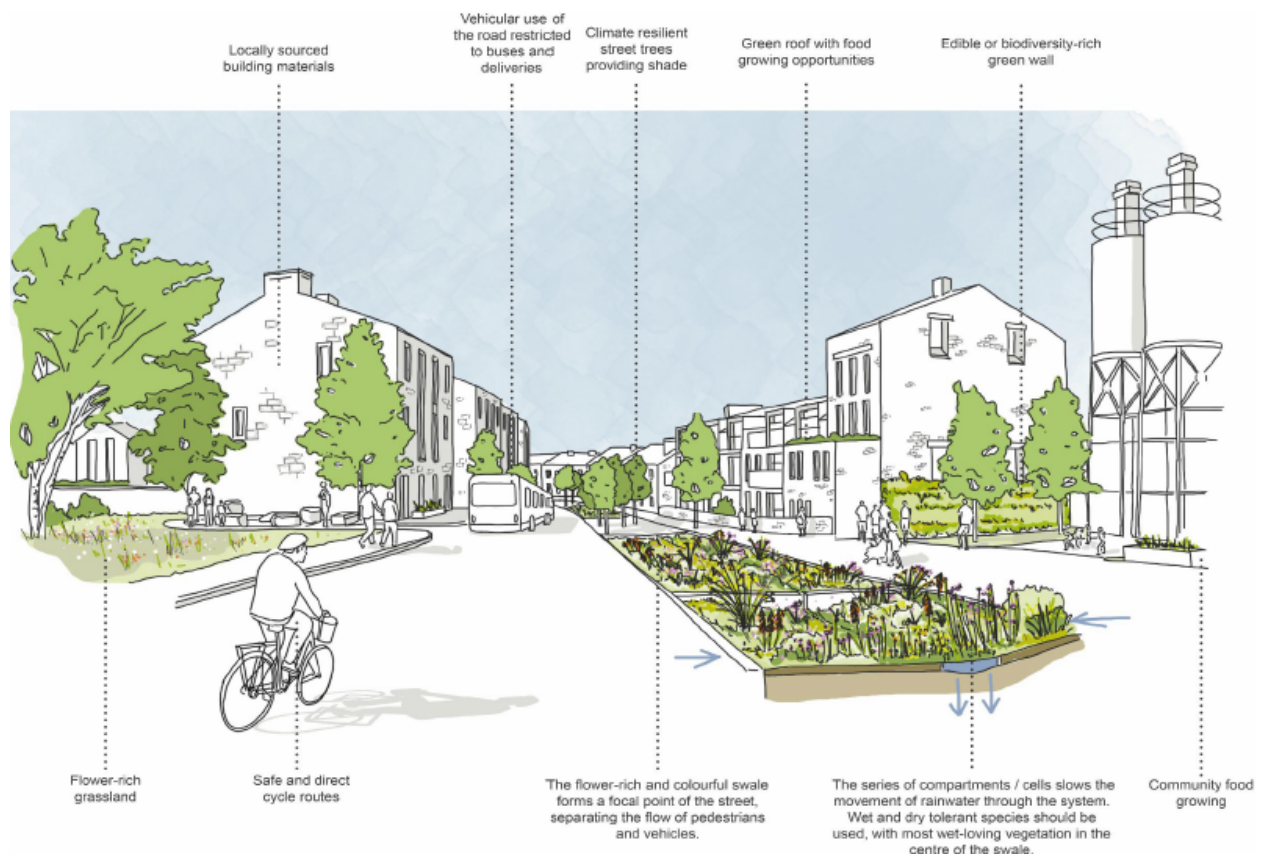 Locally sourced
building materials
Vehicular use of
the road restricted
to buses and
deliveries
Climate resilient
street trees
providing shade
Green roof with food
growing opportunities
Edible or biodiversity-rich
green wall
Flower-rich
grassland
Safe and direct
cycle routes
The flower-rich and colourful swale
forms a focal point of the street,
separating the flow of pedestrians
and vehicles.
The series of compartments / cells slows the
movement of rainwater through the system.
Wet and dry tolerant species should be
used, with most wet-loving vegetation in the
centre of the swale.
Community food
growing